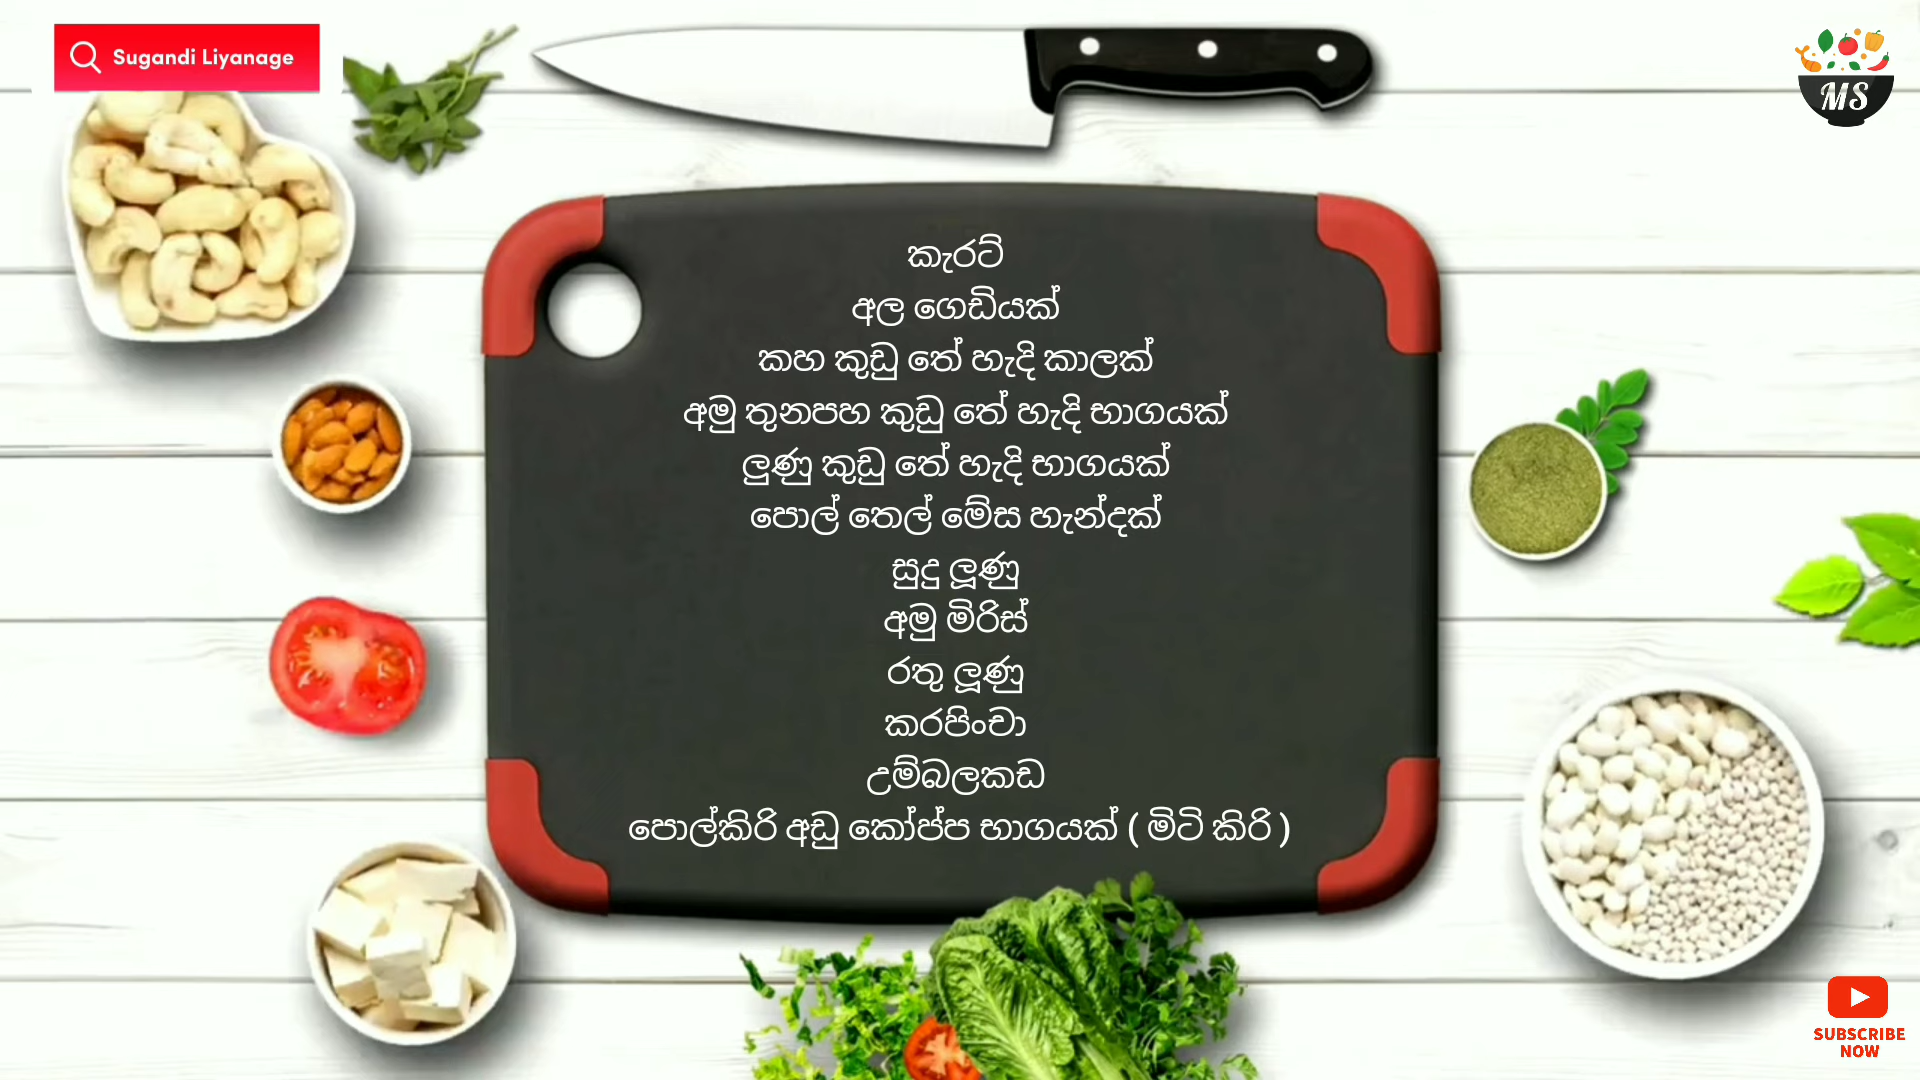 Sugandi Liyanage
MS
කැරට්
අල ගෙඩියක්
කහ කුඩු තේ හැදි කාලක්
අමු තුනපහ කුඩු තේ හැදි භාගයක්
ලුණු කුඩු තේ හැදි භාගයක්
පොල් තෙල් මේස හැන්දක්
සුදු ලූණු
අමු මිරිස්
රතු ලූණු
කරපිංචා
උම්බලකඩ
පොල්කිරි අඩු කෝප්ප භාගයක් ( මිටි කිරි )
SUBSCRIBE
NOW